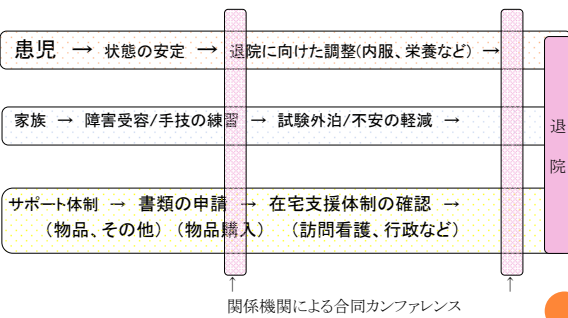 患児 → 状態の安定 → 退院に向けた調整(内服、栄養など) →
家族 → 障害受容/手技の練習 → 試験外泊/不安の軽減 →
サポート体制 → 書類の申請 → 在宅支援体制の確認 →
(物品、その他) (物品購入) (訪問看護、行政など)
退院
↑ ↑
関係機関による合同カンファレンス